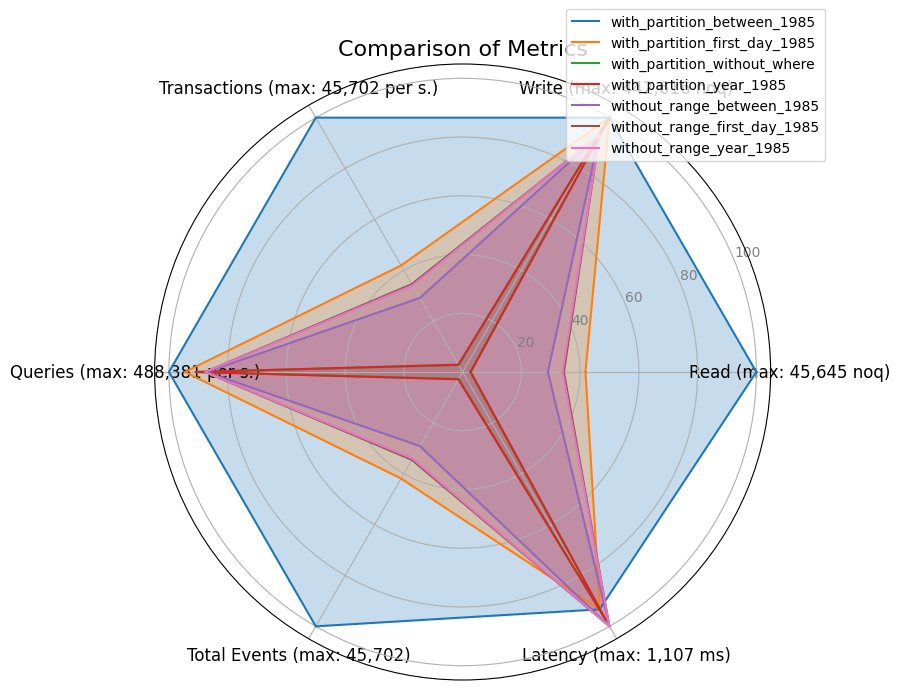 Comparison of Metrics
with_partition_between_1985
with_partition_first_day_1985
with_partition_without_where
with_partition_year_1985
without_range_between_1985
without_range_first_day_1985
without_range_year_1985
Transactions (max: 45,702 per s.)
Write (max: noq)
100
80
60
40
20
Queries (max: 488,381 per s.)
Read (max: 45,645 noq)
Total Events (max: 45,702)
Latency (max: 1,107 ms)